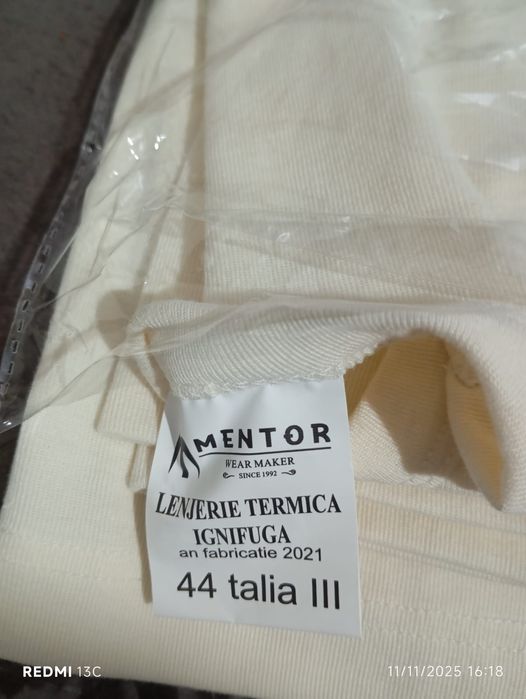 MENTOR
WEAR MAKER
SINCE 1992
LENJERIE TERMICA
IGNIFUGA
an fabricatie 2021
44 talia III
REDMI 13C
11/11/2025 16:18